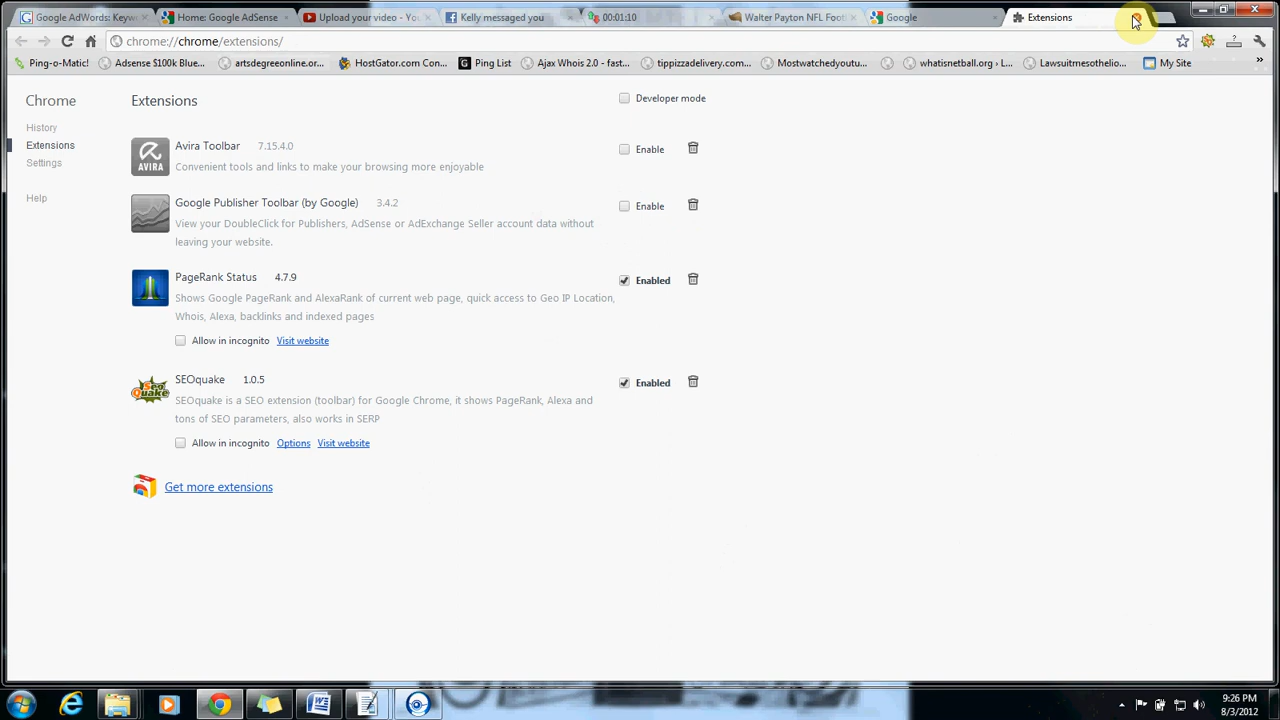 Google AdWords: Keyw
Home: Google AdSense
Upload your video - You
Kelly messaged you
00:01:10
Walter Payton NFL Foot
Google
Extensions
chrome://chrome/extensions/
Ping-o-Matic!
Adsense $100k Blue...
artsdegreeonline.org...
HostGator.com Con...
Ping List
Ajax Whois 2.0 - fast...
tippizzadelivery.com...
Mostwatchedyoutu...
whatisnetball.org › L...
Lawsuitmesothelio...
My Site
»
Chrome
History
Extensions
Settings
Help
Extensions
Developer mode
AVIRA
Avira Toolbar 7.15.4.0
Convenient tools and links to make your browsing more enjoyable
Enable
Google Publisher Toolbar (by Google) 3.4.2
View your DoubleClick for Publishers, AdSense or AdExchange Seller account data without
leaving your website.
Enable
PageRank Status 4.7.9
Shows Google PageRank and AlexaRank of current web page, quick access to Geo IP Location,
Whois, Alexa, backlinks and indexed pages
Allow in incognito Visit website
Enabled
Seo
Quake
SEOquake 1.0.5
SEOquake is a SEO extension (toolbar) for Google Chrome, it shows PageRank, Alexa and
tons of SEO parameters, also works in SERP
Allow in incognito Options Visit website
Enabled
Get more extensions
9:26 PM
8/3/2012